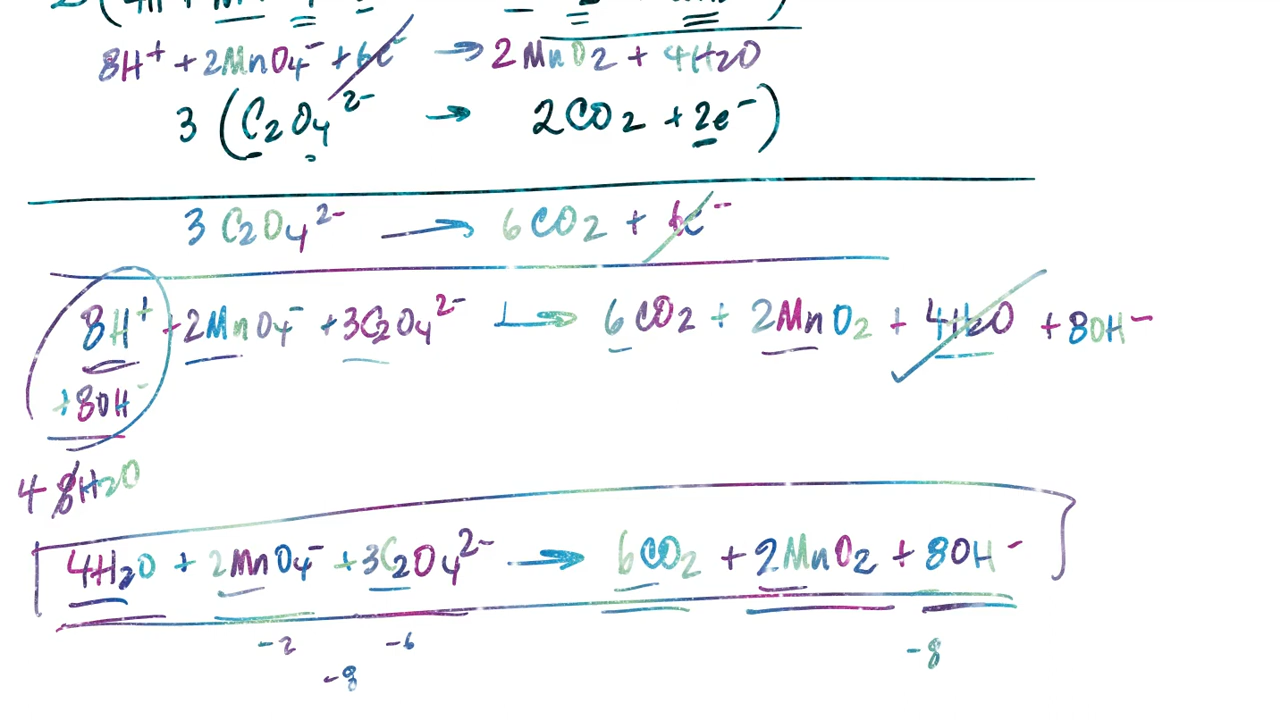 8H⁺ + 2MnO₄⁻ + 6e⁻ → 2MnO₂ + 4H₂O
3 (C₂O₄²⁻ → 2CO₂ + 2e⁻)
3C₂O₄²⁻ → 6CO₂ + 6e⁻
8H⁺ + 2MnO₄⁻ + 3C₂O₄²⁻ → 6CO₂ + 2MnO₂ + 4H₂O + 8OH⁻
+8OH⁻
4 8H₂O
4H₂O + 2MnO₄⁻ + 3C₂O₄²⁻ → 6CO₂ + 2MnO₂ + 8OH⁻
-2 -6 -8
-8